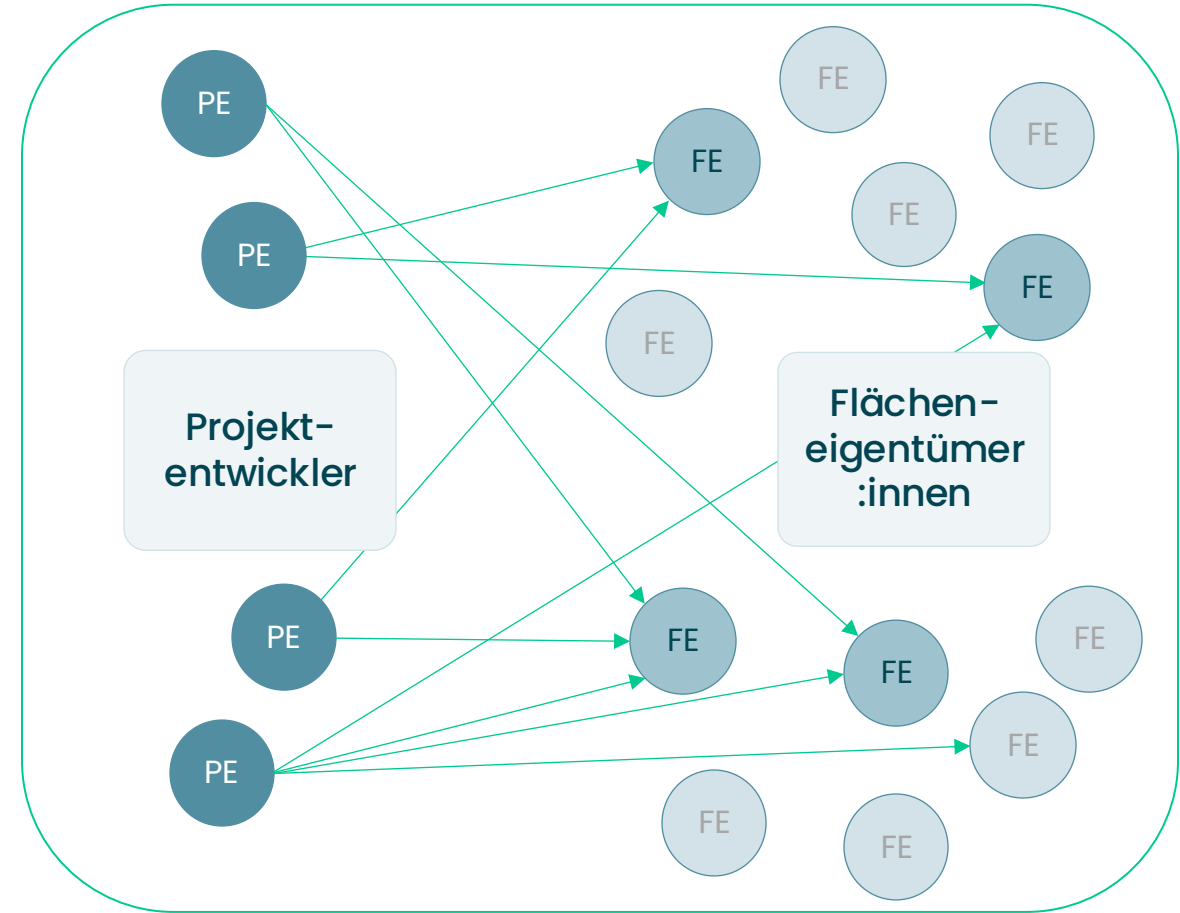 FE
PE
FE
FE
FE
FE
PE
FE
FE
Projekt-
entwickler
Flächen-
eigentümer
:innen
PE
FE
FE
FE
PE
FE
FE
FE